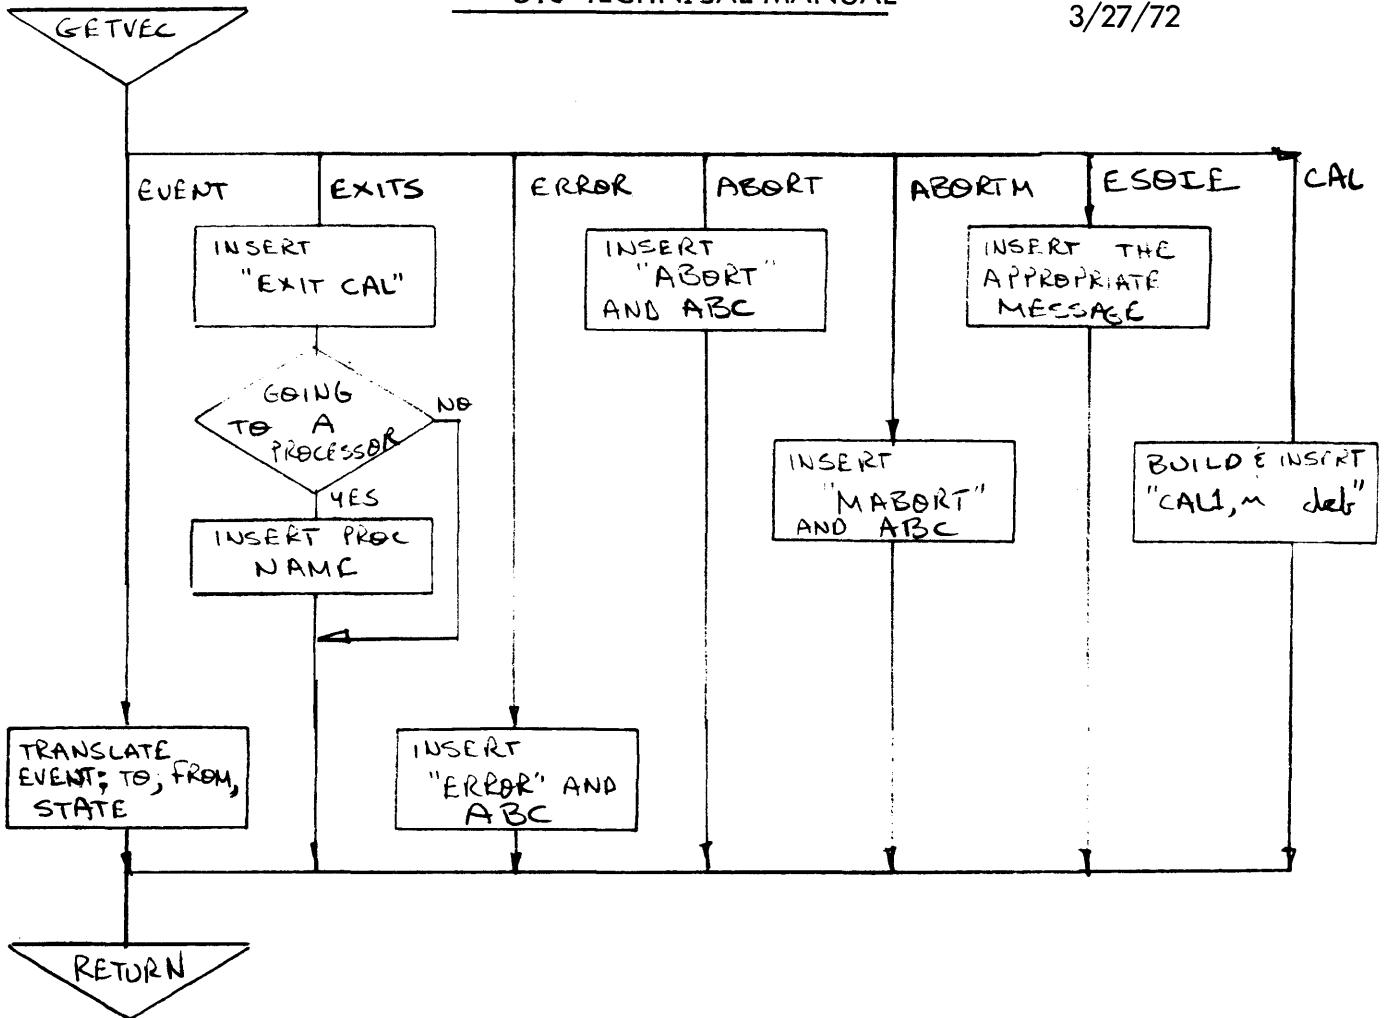 TECHNICAL MANUAL
3/27/72
GETVEC
EVENT
EXITS
ERROR
ABORT
ABORTM
ESOIE
CAL
INSERT
"EXIT CAL"
INSERT
"ABORT"
AND ABC
INSERT THE
APPROPRIATE
MESSAGE
GOING
TO A
PROCESSOR
NO
YES
INSERT PROC
NAME
INSERT
"MABORT"
AND ABC
BUILD & INSERT
"CAL1,
TRANSLATE
EVENT; TO, FROM,
STATE
INSERT
"ERROR" AND
ABC
RETURN